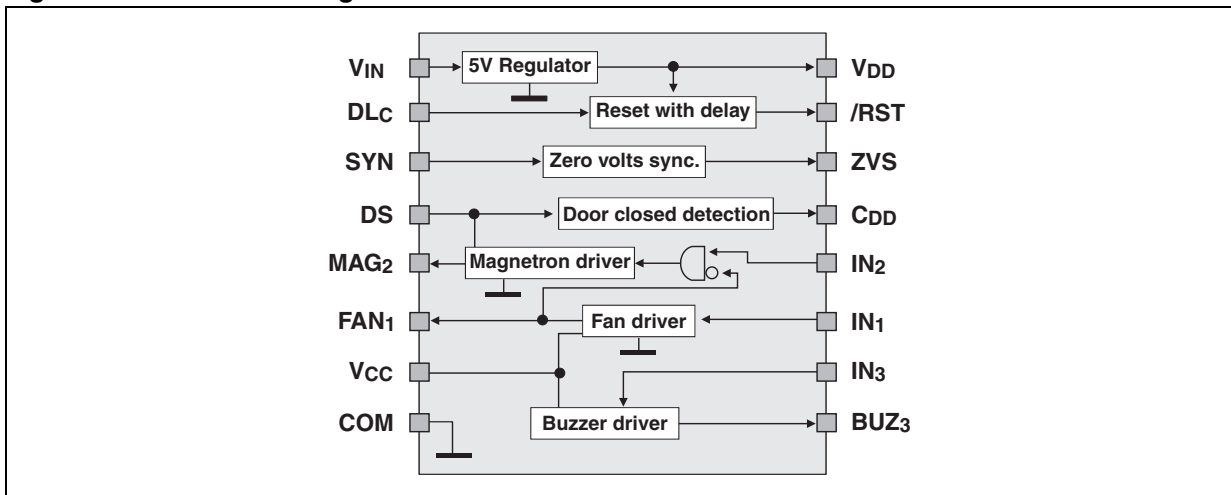 VIN 5V Regulator VDD
DLC Reset with delay /RST
SYN Zero volts sync. ZVS
DS Door closed detection CDD
MAG2 Magnetron driver IN2
FAN1 Fan driver IN1
VCC IN3
COM Buzzer driver BUZ3